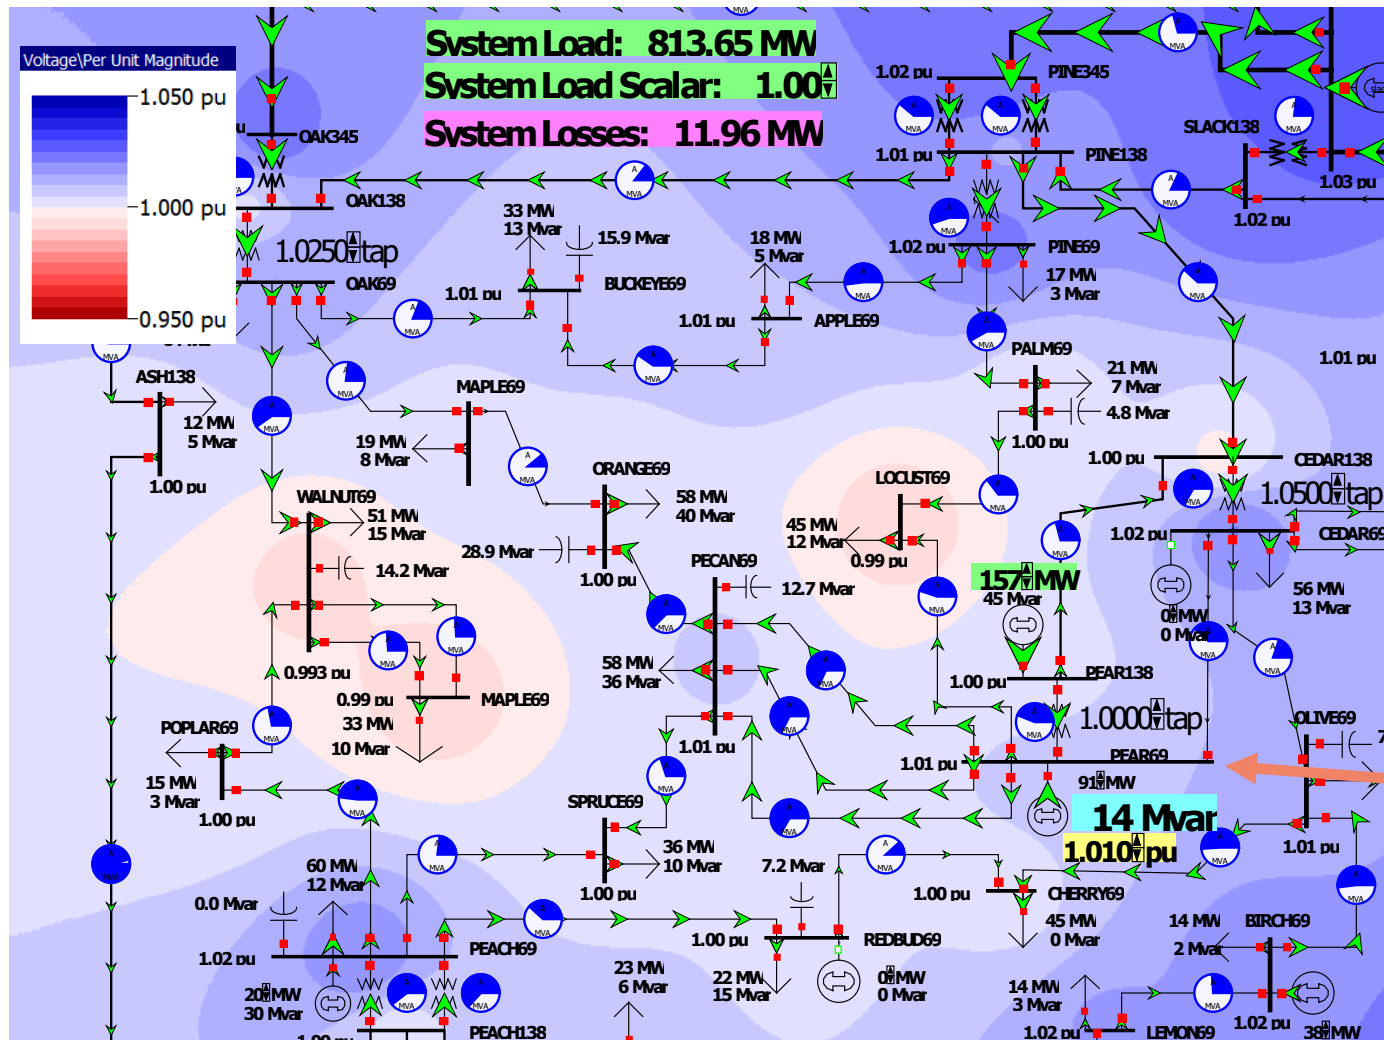 System Load: 813.65 MW
System Load Scalar: 1.00
System Losses: 11.96 MW
Voltage\Per Unit Magnitude
1.050 pu
1.000 pu
0.950 pu
OAK345
OAK138
1.0250 tap
OAK69
33 MW
13 Mvar
15.9 Mvar
1.01 pu
BUCKEYE69
18 MW
5 Mvar
1.01 pu
APPLE69
1.02 pu
PINE345
1.01 pu
PINE138
1.02 pu
PINE69
17 MW
3 Mvar
SLACK138
1.03 pu
1.02 pu
slack
1.01 pu
PALM69
21 MW
7 Mvar
4.8 Mvar
1.00 pu
ASH138
12 MW
5 Mvar
1.00 pu
MAPLE69
19 MW
8 Mvar
ORANGE69
58 MW
40 Mvar
28.9 Mvar
1.00 pu
LOCUST69
45 MW
12 Mvar
0.99 pu
1.00 pu
CEDAR138
1.0500 tap
1.02 pu
CEDAR69
56 MW
13 Mvar
0 MW
0 Mvar
WALNUT69
51 MW
15 Mvar
14.2 Mvar
0.993 pu
PECAN69
12.7 Mvar
58 MW
36 Mvar
1.01 pu
157 MW
45 Mvar
1.00 pu
PEAR138
1.0000 tap
0.99 pu
MAPLE69
33 MW
10 Mvar
POPLAR69
15 MW
3 Mvar
1.00 pu
1.01 pu
PEAR69
91 MW
14 Mvar
1.010 pu
OLIVE69
7
1.01 pu
SPRUCE69
36 MW
10 Mvar
1.00 pu
60 MW
12 Mvar
0.0 Mvar
1.02 pu
PEACH69
20 MW
30 Mvar
PEACH138
1.00 pu
7.2 Mvar
1.00 pu
REDBUD69
22 MW
15 Mvar
0 MW
0 Mvar
23 MW
6 Mvar
1.00 pu
CHERRY69
45 MW
0 Mvar
14 MW
2 Mvar
BIRCH69
14 MW
3 Mvar
1.02 pu
LEMON69
1.02 pu
38 MW